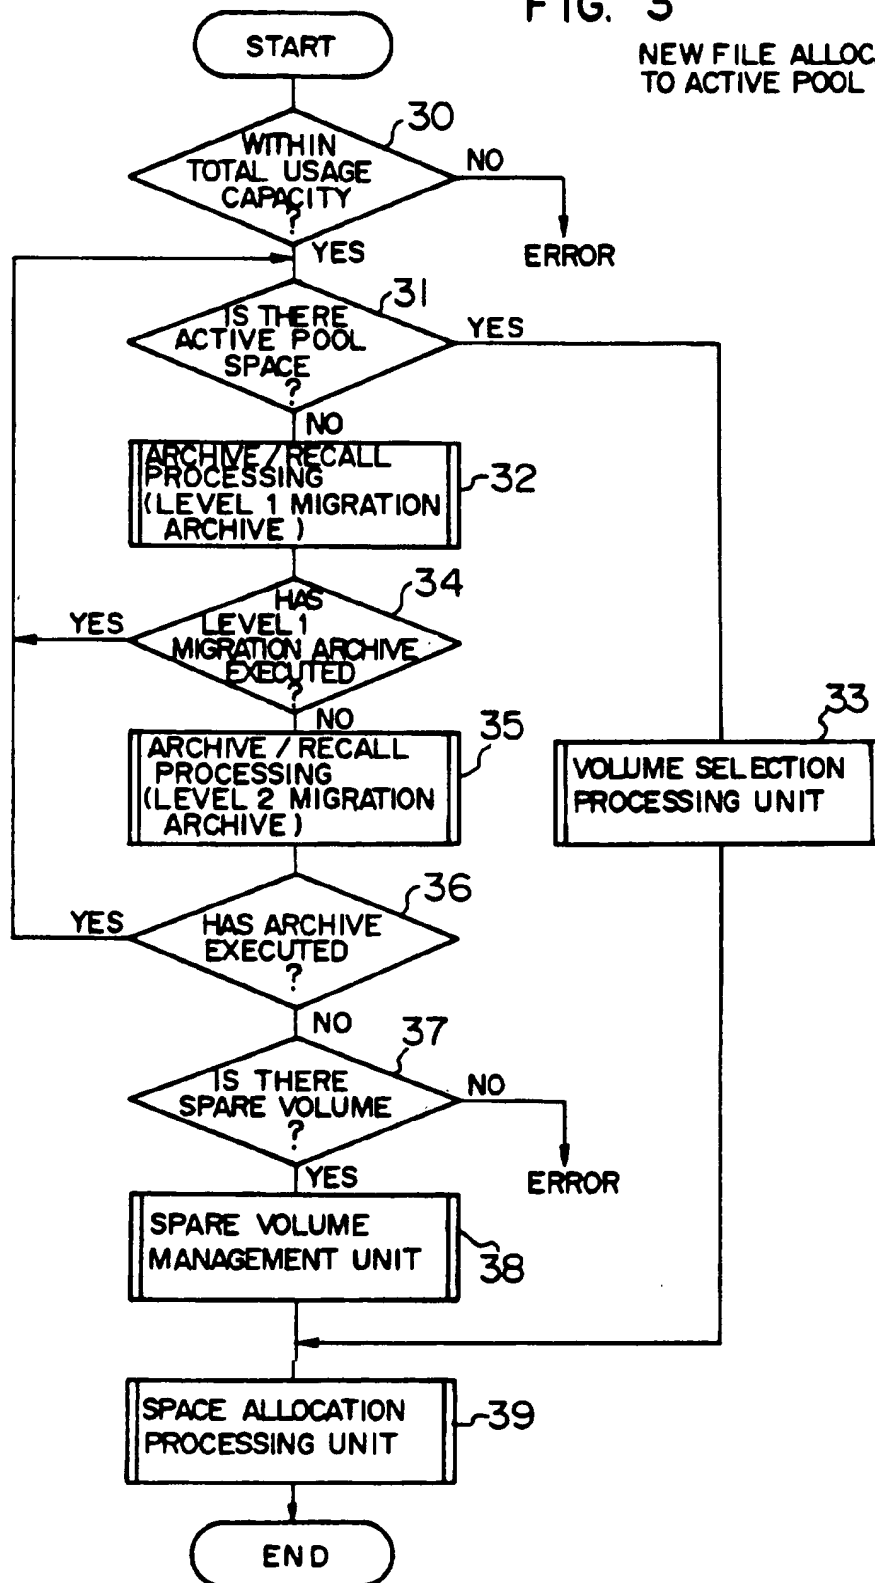 FIG. 3
NEW FILE ALLOC
TO ACTIVE POOL
START
30
WITHIN
TOTAL USAGE
CAPACITY
?
NO
ERROR
YES
31
IS THERE
ACTIVE POOL
SPACE
?
YES
NO
ARCHIVE / RECALL
PROCESSING
(LEVEL 1 MIGRATION
ARCHIVE )
32
34
HAS
LEVEL 1
MIGRATION ARCHIVE
EXECUTED
?
YES
NO
35
ARCHIVE / RECALL
PROCESSING
(LEVEL 2 MIGRATION
ARCHIVE )
33
VOLUME SELECTION
PROCESSING UNIT
36
HAS ARCHIVE
EXECUTED
?
YES
NO
37
IS THERE
SPARE VOLUME
?
NO
ERROR
YES
SPARE VOLUME
MANAGEMENT UNIT
38
SPACE ALLOCATION
PROCESSING UNIT
39
END